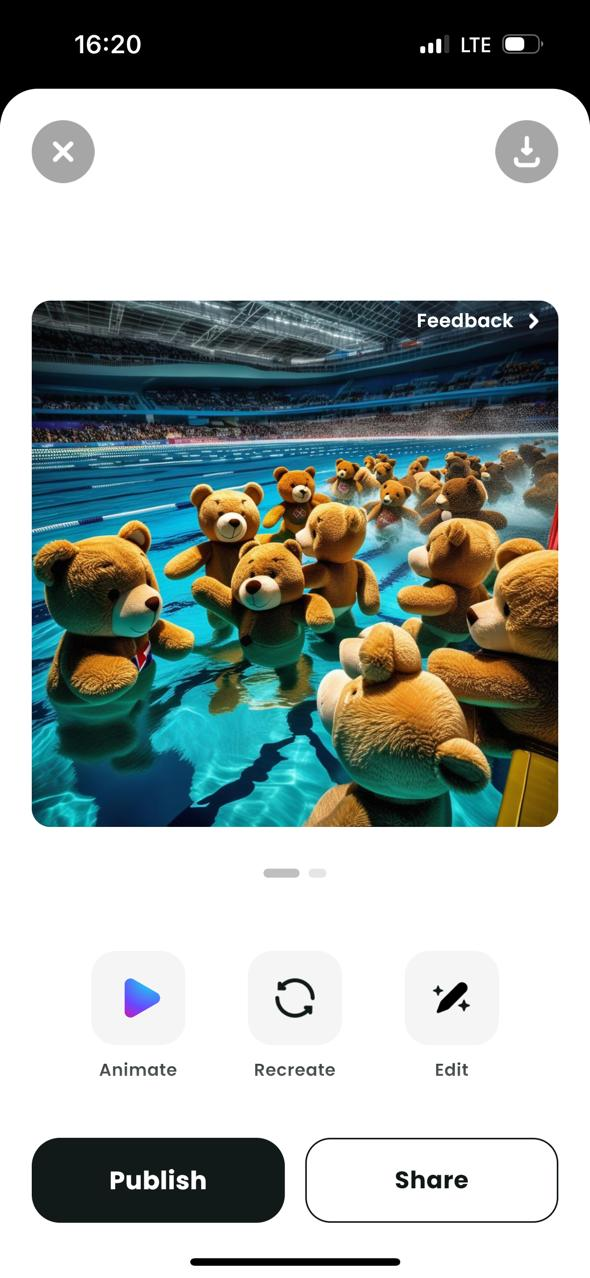 16:20 LTE
Feedback
Animate
Recreate
Edit
Publish
Share